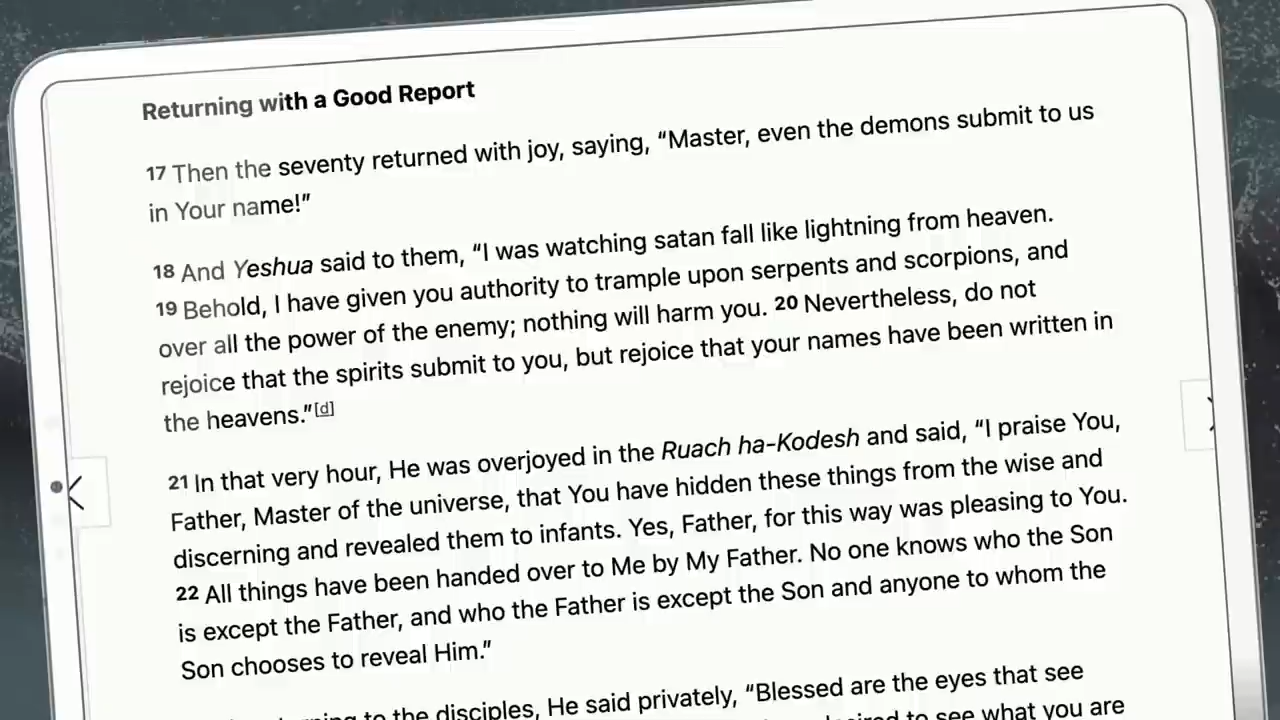 Returning with a Good Report
17 Then the seventy returned with joy, saying, “Master, even the demons submit to us
in Your name!”
18 And Yeshua said to them, “I was watching satan fall like lightning from heaven.
19 Behold, I have given you authority to trample upon serpents and scorpions, and
over all the power of the enemy; nothing will harm you. 20 Nevertheless, do not
rejoice that the spirits submit to you, but rejoice that your names have been written in
the heavens.”[d]
21 In that very hour, He was overjoyed in the Ruach ha-Kodesh and said, “I praise You,
Father, Master of the universe, that You have hidden these things from the wise and
discerning and revealed them to infants. Yes, Father, for this way was pleasing to You.
22 All things have been handed over to Me by My Father. No one knows who the Son
is except the Father, and who the Father is except the Son and anyone to whom the
Son chooses to reveal Him.”
to the disciples, He said privately, “Blessed are the eyes that see
to see what you are